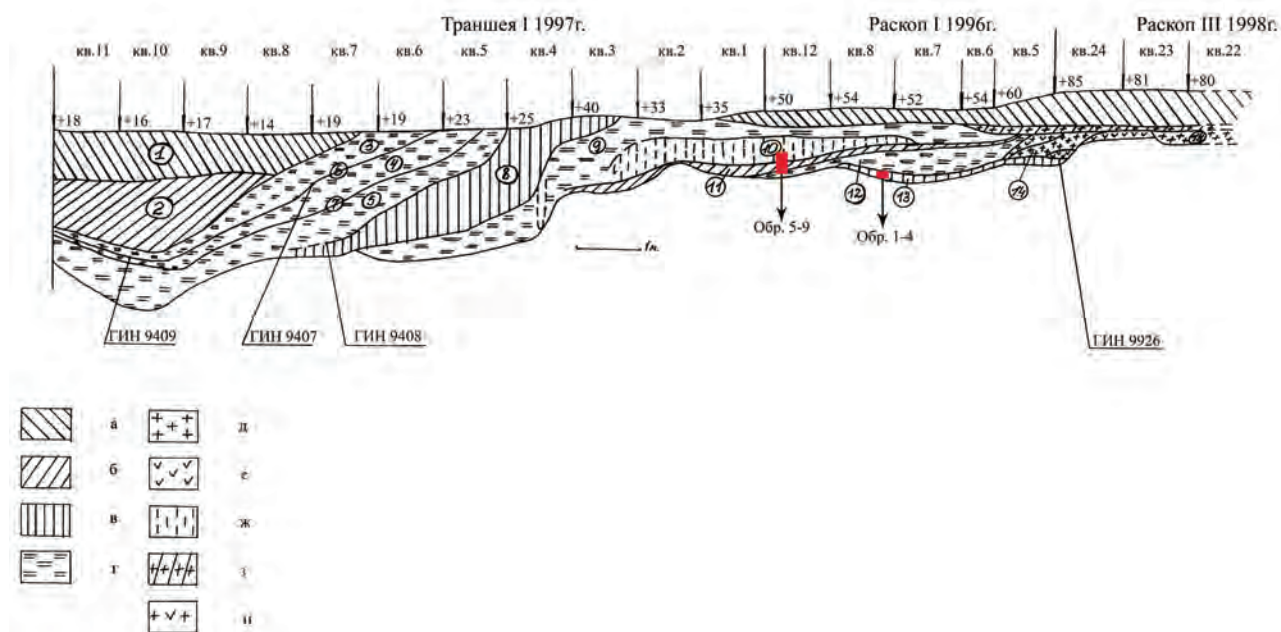 Траншея I 1997г. Раскоп I 1996г. Раскоп III 1998г.
кв.11 кв.10 кв.9 кв.8 кв.7 кв.6 кв.5 кв.4 кв.3 кв.2 кв.1 кв.12 кв.8 кв.7 кв.6 кв.5 кв.24 кв.23 кв.22
+85 +81 +80
+18 +16 +17 +14 +19 +19 +23 +25 +40 +33 +35 +50 +54 +52 +54 +60
1 3 9 10
6 4
2 7 5 8 11 12 13 14
Обр. 5-9 Обр. 1-4
1м.
ГИН 9409 ГИН 9407 ГИН 9408 ГИН 9926
а д
б е
в ж
г з
и